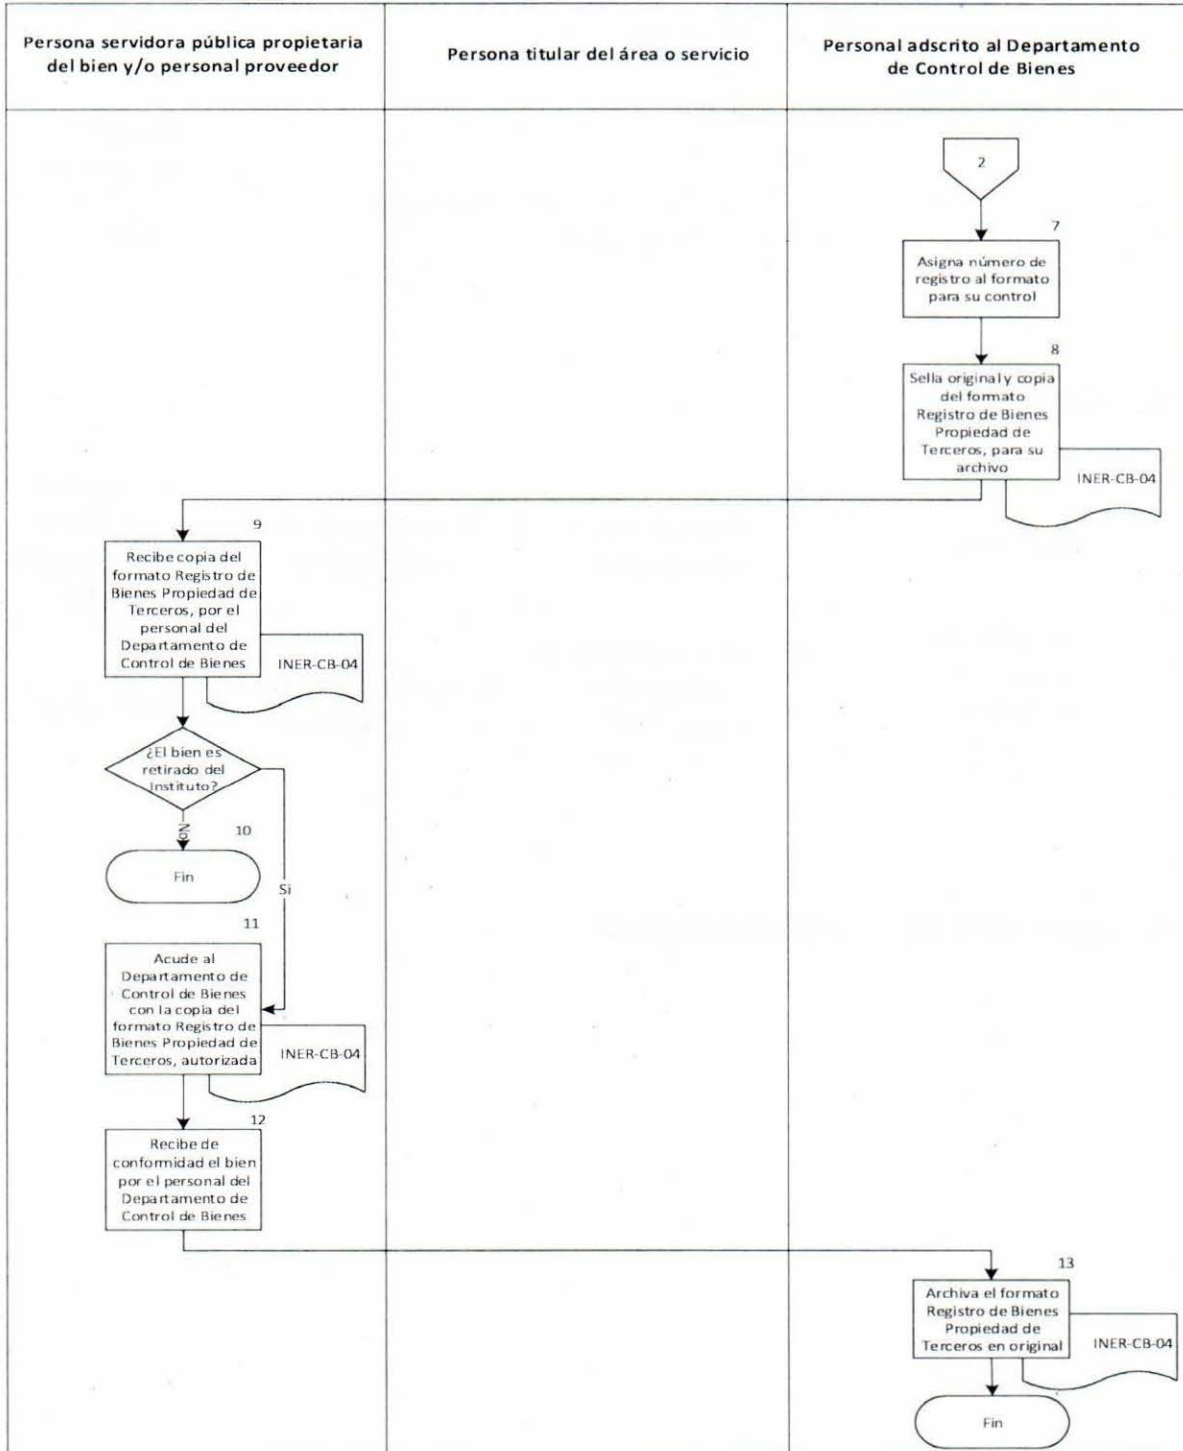 Persona servidora pública propietaria
del bien y/o personal proveedor
Persona titular del área o servicio
Personal adscrito al Departamento
de Control de Bienes
2
7
Asigna número de
registro al formato
para su control
8
Sella original y copia
del formato
Registro de Bienes
Propiedad de
Terceros, para su
archivo
INER-CB-04
9
Recibe copia del
formato Registro de
Bienes Propiedad de
Terceros, por el
personal del
Departamento de
Control de Bienes
INER-CB-04
¿El bien es
retirado del
Instituto?
No
10
Fin
Si
11
Acude al
Departamento de
Control de Bienes
con la copia del
formato Registro de
Bienes Propiedad de
Terceros, autorizada
INER-CB-04
12
Recibe de
conformidad el bien
por el personal del
Departamento de
Control de Bienes
13
Archiva el formato
Registro de Bienes
Propiedad de
Terceros en original
INER-CB-04
Fin